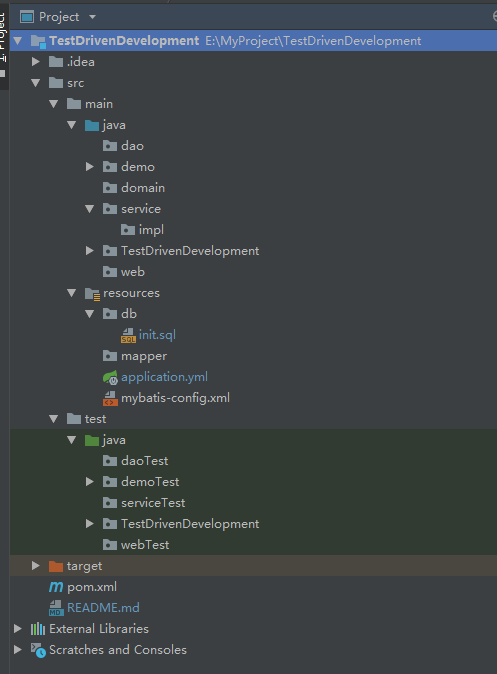 Project
1: Project
TestDrivenDevelopment E:\MyProject\TestDrivenDevelopment
.idea
src
main
java
dao
demo
domain
service
impl
TestDrivenDevelopment
web
resources
db
init.sql
mapper
application.yml
mybatis-config.xml
test
java
daoTest
demoTest
serviceTest
TestDrivenDevelopment
webTest
target
pom.xml
README.md
External Libraries
Scratches and Consoles